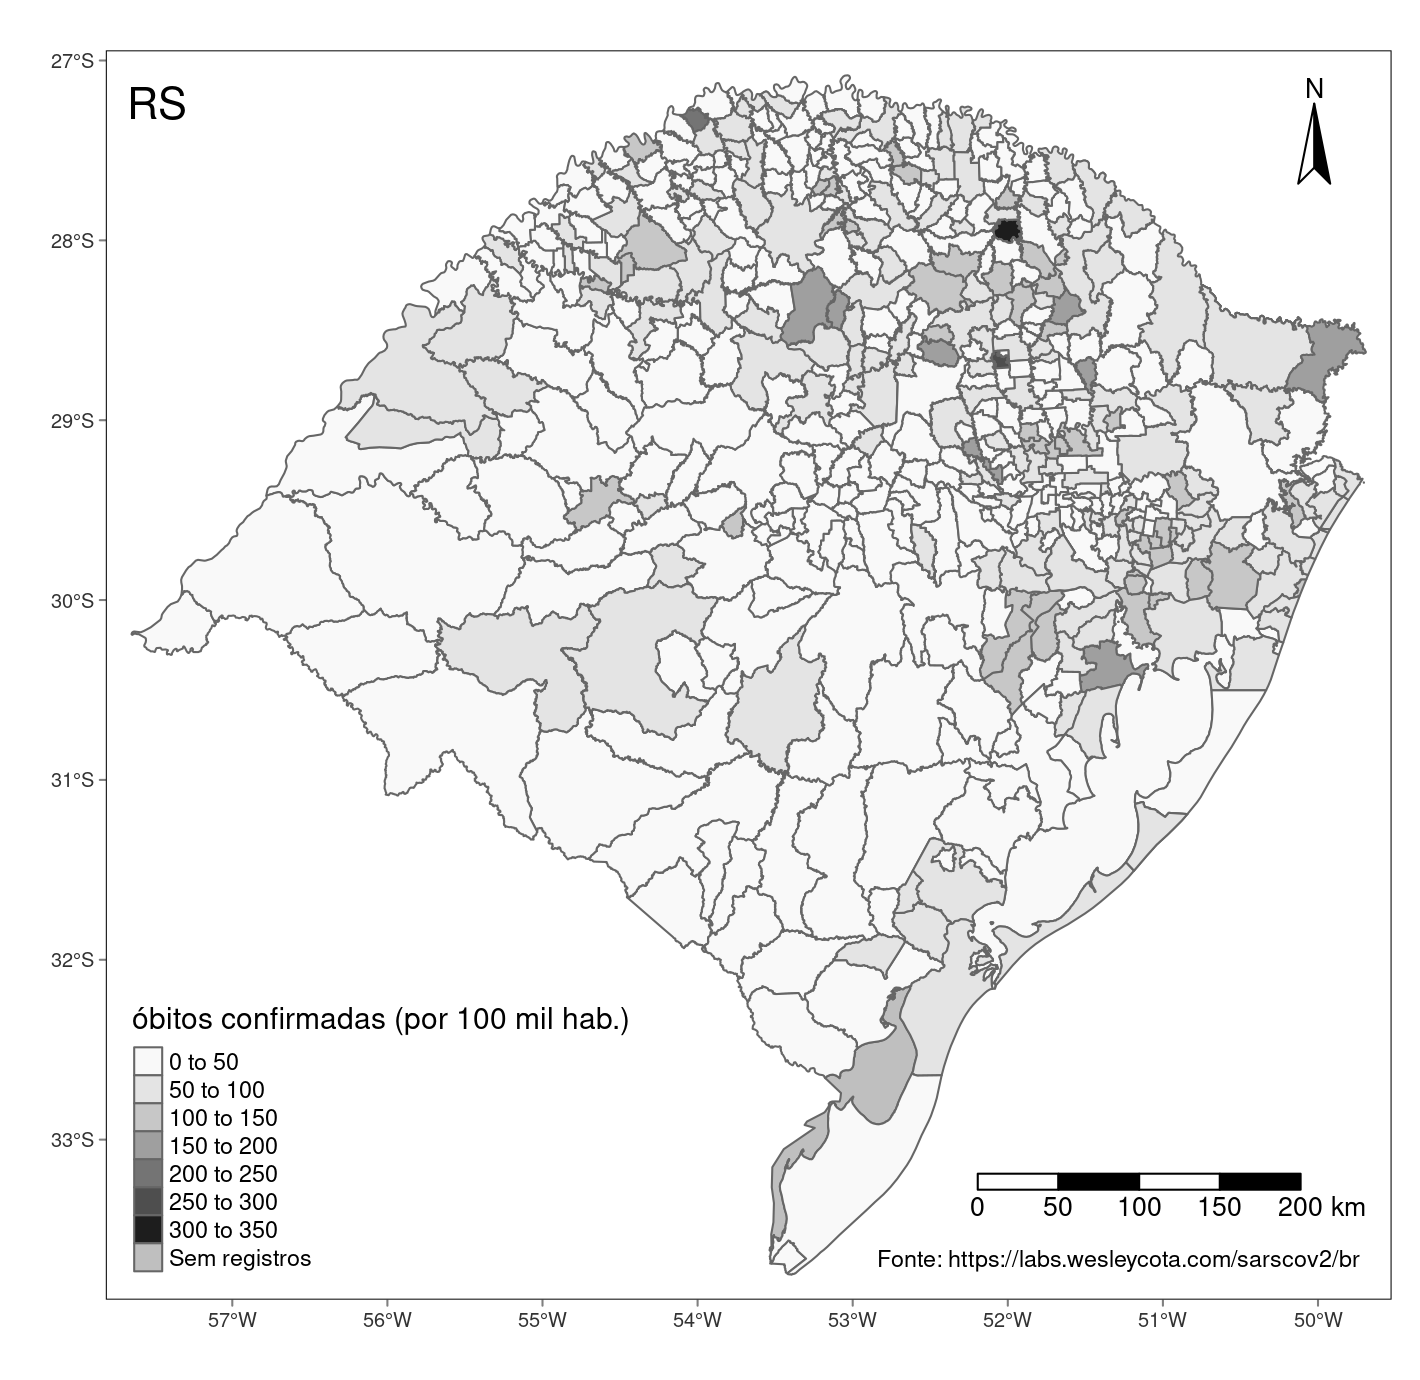 27°S
RS
N
28°S
29°S
30°S
31°S
32°S
óbitos confirmadas (por 100 mil hab.)
0 to 50
50 to 100
100 to 150
33°S
150 to 200
200 to 250
250 to 300
300 to 350
Sem registros
0 50 100 150 200 km
Fonte: https://labs.wesleycota.com/sarscov2/br
57°W 56°W 55°W 54°W 53°W 52°W 51°W 50°W